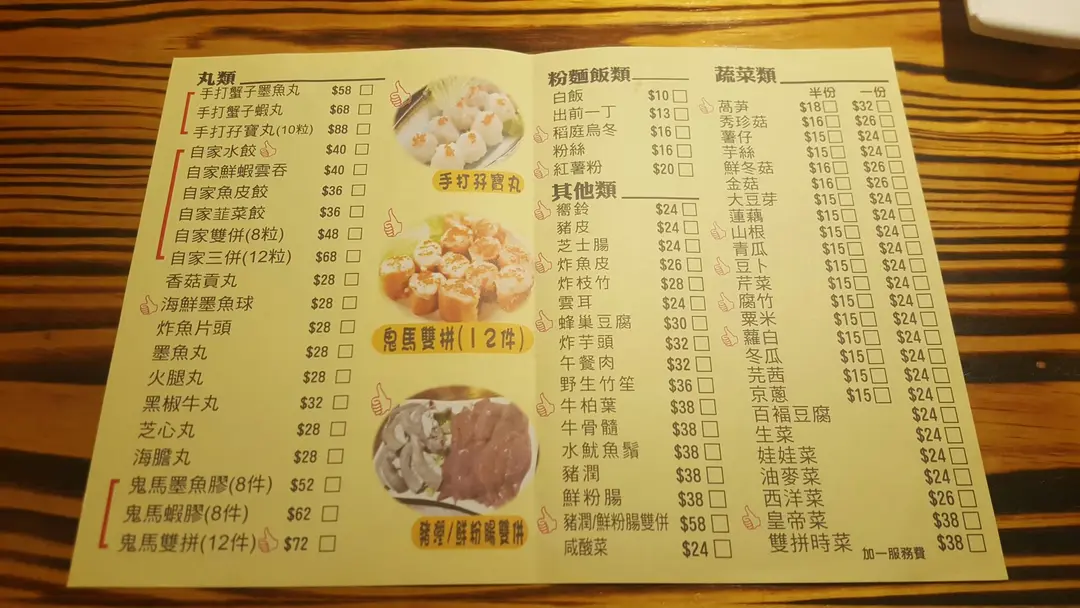 丸類
手打蟹子墨魚丸 $58
手打蟹子蝦丸 $68
手打孖寶丸(10粒) $88
自家水餃 $40
自家鮮蝦雲吞 $40
自家魚皮餃 $36
自家韮菜餃 $36
自家雙併(8粒) $48
自家三併(12粒) $68
香菇貢丸 $28
海鮮墨魚球 $28
炸魚片頭 $28
墨魚丸 $28
火腿丸 $28
黑椒牛丸 $32
芝心丸 $28
海膽丸 $28
鬼馬墨魚膠(8件) $52
鬼馬蝦膠(8件) $62
鬼馬雙拼(12件) $72
手打孖寶丸
鬼馬雙拼(12件)
豬膶/鮮粉腸雙併
粉麵飯類
白飯 $10
出前一丁 $13
稻庭烏冬 $16
粉絲 $16
紅薯粉 $20
其他類
嚮鈴 $24
豬皮 $24
芝士腸 $24
炸魚皮 $26
炸枝竹 $28
雲耳 $24
蜂巢豆腐 $30
炸芋頭 $32
午餐肉 $32
野生竹笙 $36
牛柏葉 $38
牛骨髓 $38
水魷魚鬚 $38
豬潤 $38
鮮粉腸 $38
豬潤/鮮粉腸雙併 $58
咸酸菜 $24
蔬菜類
半份 一份
萵笋 $18 $32
秀珍菇 $16 $26
薯仔 $15 $24
芋絲 $15 $24
鮮冬菇 $16 $26
金菇 $16 $26
大豆芽 $15 $24
蓮藕 $15 $24
山根 $15 $24
青瓜 $15 $24
豆卜 $15 $24
芹菜 $15 $24
腐竹 $15 $24
粟米 $15 $24
蘿白 $15 $24
冬瓜 $15 $24
芫茜 $15 $24
京蔥 $15 $24
百福豆腐 $24
生菜 $24
娃娃菜 $24
油麥菜 $24
西洋菜 $26
皇帝菜 $38
雙拼時菜 $38
加一服務費